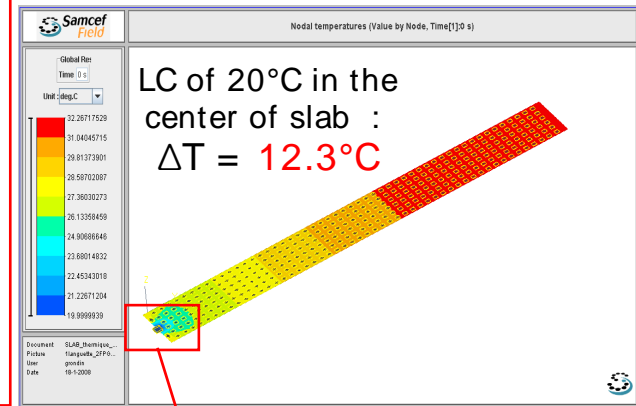 Samcef
Field
Nodal temperatures (Value by Node, Time[1]:0 s)
Global Res
Time 0 s
Unit : deg.C
32.26717529
31.04045715
29.81373901
28.58702087
27.36030273
26.13358459
24.90686646
23.68014832
22.45343018
21.22671204
19.9999939
LC of 20°C in the
center of slab :
ΔT = 12.3°C
Z
Document SLAB_thermique_...
Picture 1languette_2FP6...
User grondin
Date 18-1-2008